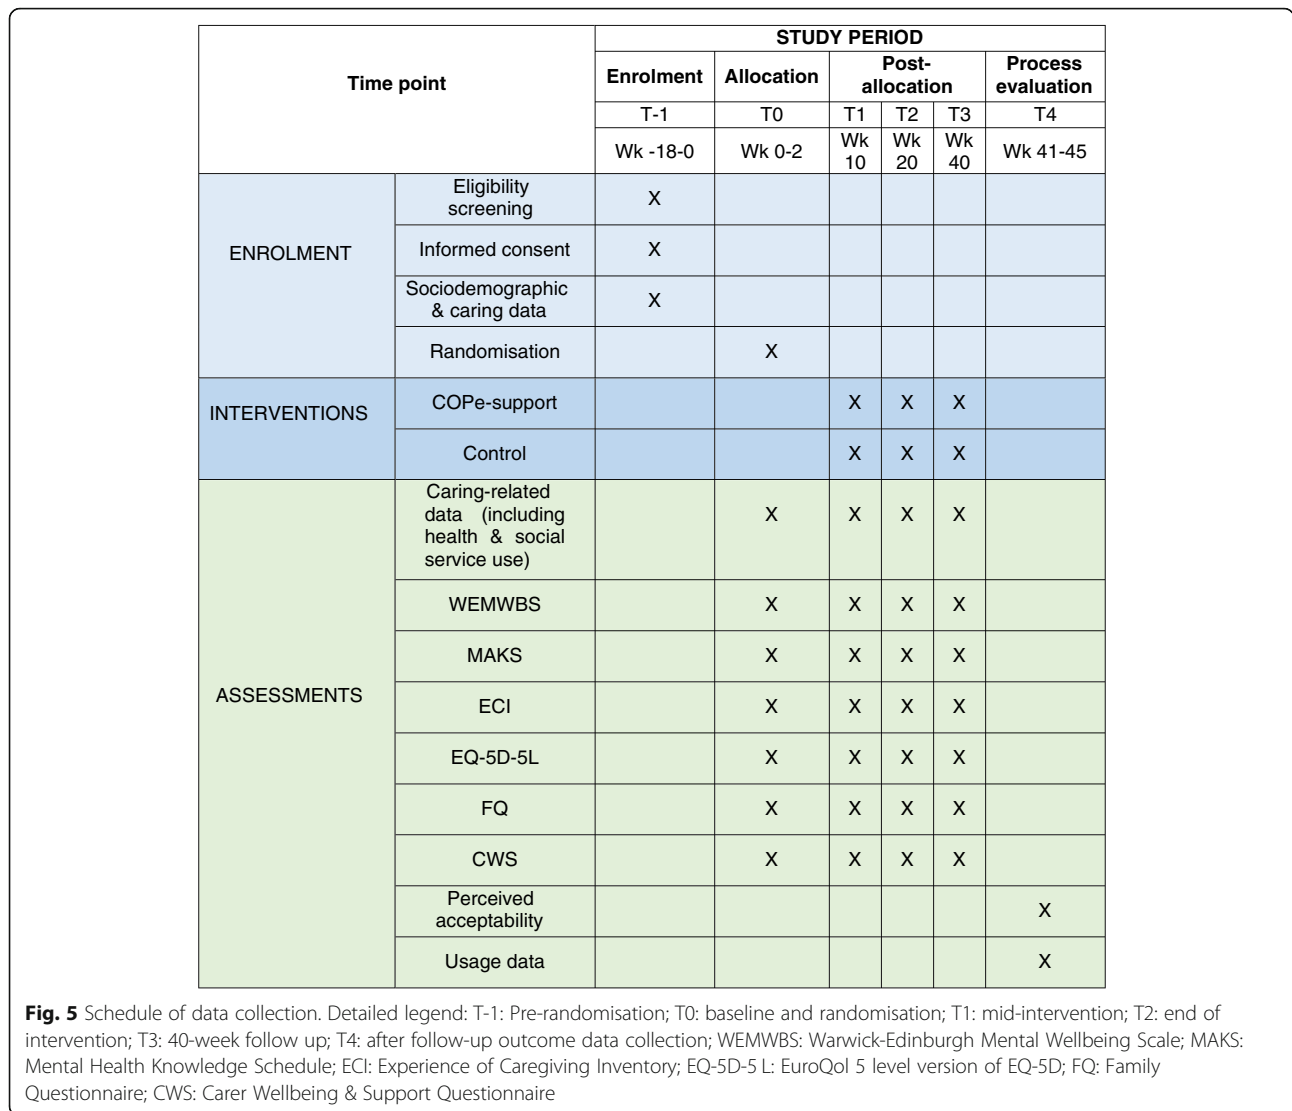 STUDY PERIOD
Time point
Enrolment Allocation Post-allocation Process evaluation
T-1 T0 T1 T2 T3 T4
Wk -18-0 Wk 0-2 Wk 10 Wk 20 Wk 40 Wk 41-45
ENROLMENT
Eligibility
screening X
Informed consent X
Sociodemographic
& caring data X
Randomisation X
INTERVENTIONS
COPe-support X X X
Control X X X
ASSESSMENTS
Caring-related
data (including
health & social
service use) X X X X
WEMWBS X X X X
MAKS X X X X
ECI X X X X
EQ-5D-5L X X X X
FQ X X X X
CWS X X X X
Perceived
acceptability X
Usage data X
Fig. 5 Schedule of data collection. Detailed legend: T-1: Pre-randomisation; T0: baseline and randomisation; T1: mid-intervention; T2: end of
intervention; T3: 40-week follow up; T4: after follow-up outcome data collection; WEMWBS: Warwick-Edinburgh Mental Wellbeing Scale; MAKS:
Mental Health Knowledge Schedule; ECI: Experience of Caregiving Inventory; EQ-5D-5 L: EuroQol 5 level version of EQ-5D; FQ: Family
Questionnaire; CWS: Carer Wellbeing & Support Questionnaire